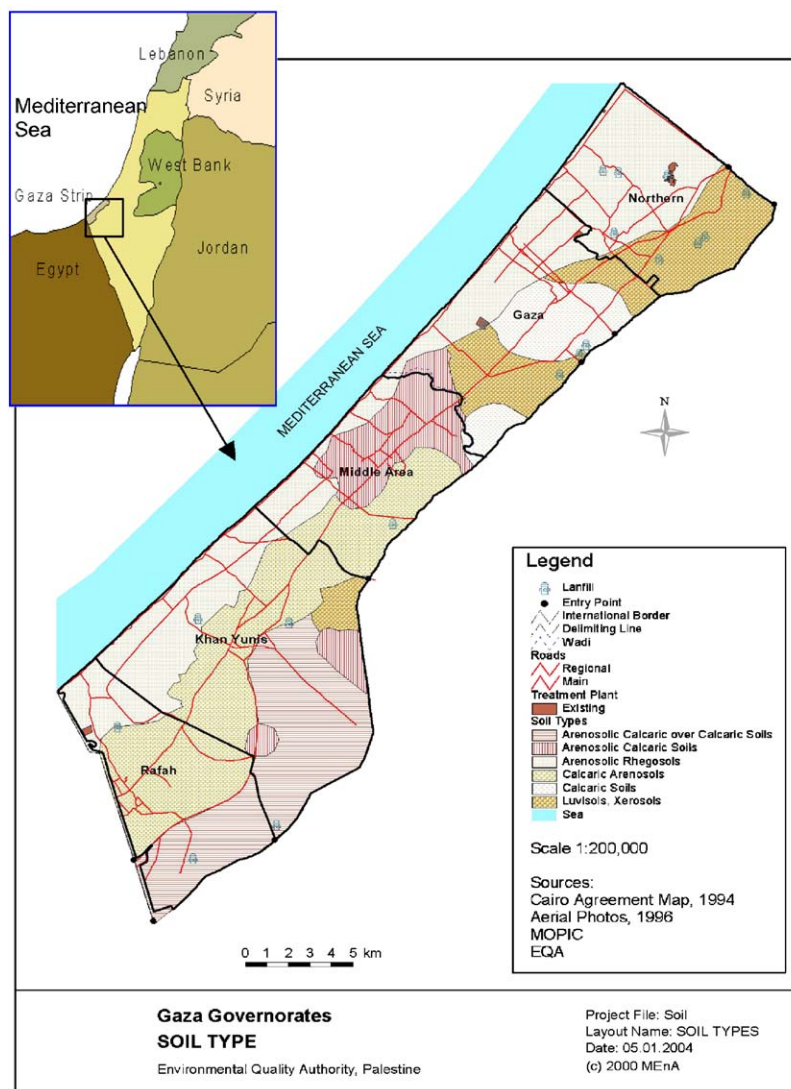 Lebanon
Syria
Mediterranean
Sea
West Bank
Gaza Strip
Jordan
Egypt
MEDITERRANEAN SEA
Northern
Gaza
N
Middle Area
Khan Yunis
Rafah
Legend
Lanfill
Entry Point
International Border
Delimiting Line
Wadi
Roads
Regional
Main
Treatment Plant
Existing
Soil Types
Arenosolic Calcaric over Calcaric Soils
Arenosolic Calcaric Soils
Arenosolic Rhegosols
Calcaric Arenosols
Calcaric Soils
Luvisols, Xerosols
Sea
Scale 1:200,000
Sources:
Cairo Agreement Map, 1994
Aerial Photos, 1996
MOPIC
EQA
0 1 2 3 4 5 km
Gaza Governorates
SOIL TYPE
Environmental Quality Authority, Palestine
Project File: Soil
Layout Name: SOIL TYPES
Date: 05.01.2004
(c) 2000 MEnA